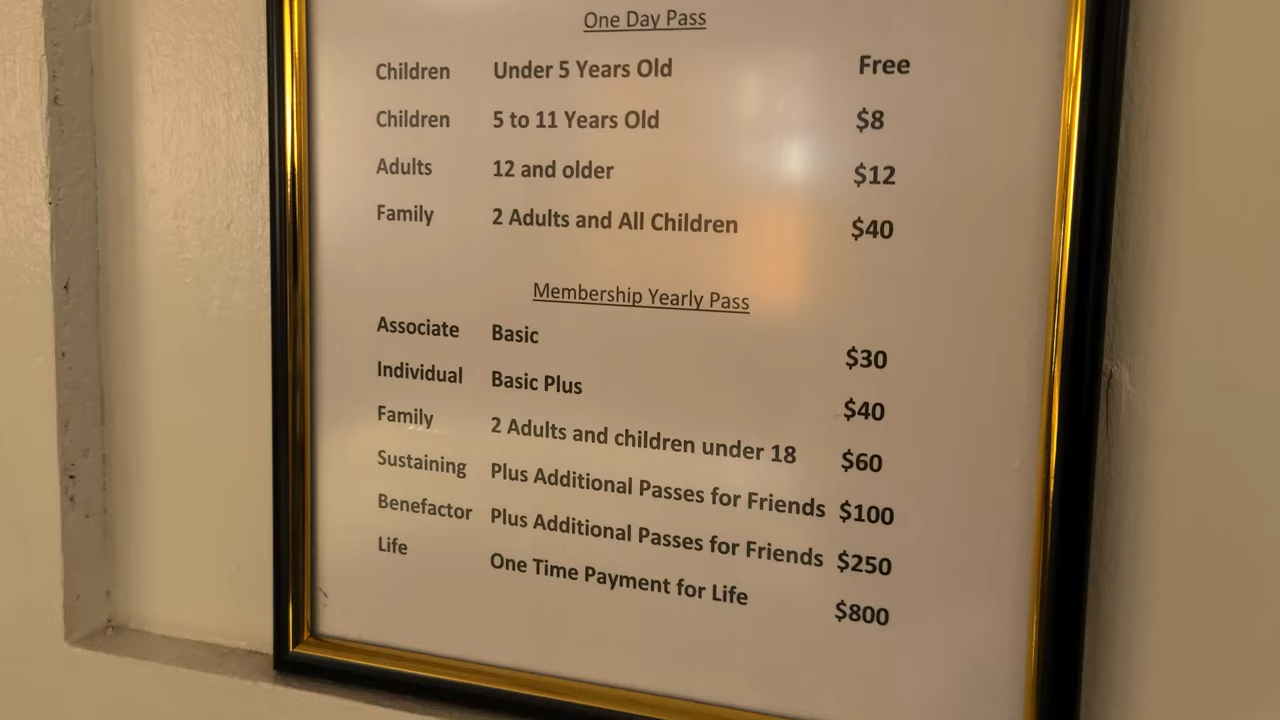 One Day Pass
Children Under 5 Years Old Free
Children 5 to 11 Years Old $8
Adults 12 and older $12
Family 2 Adults and All Children $40
Membership Yearly Pass
Associate Basic $30
Individual Basic Plus $40
Family 2 Adults and children under 18 $60
Sustaining Plus Additional Passes for Friends $100
Benefactor Plus Additional Passes for Friends $250
Life One Time Payment for Life $800